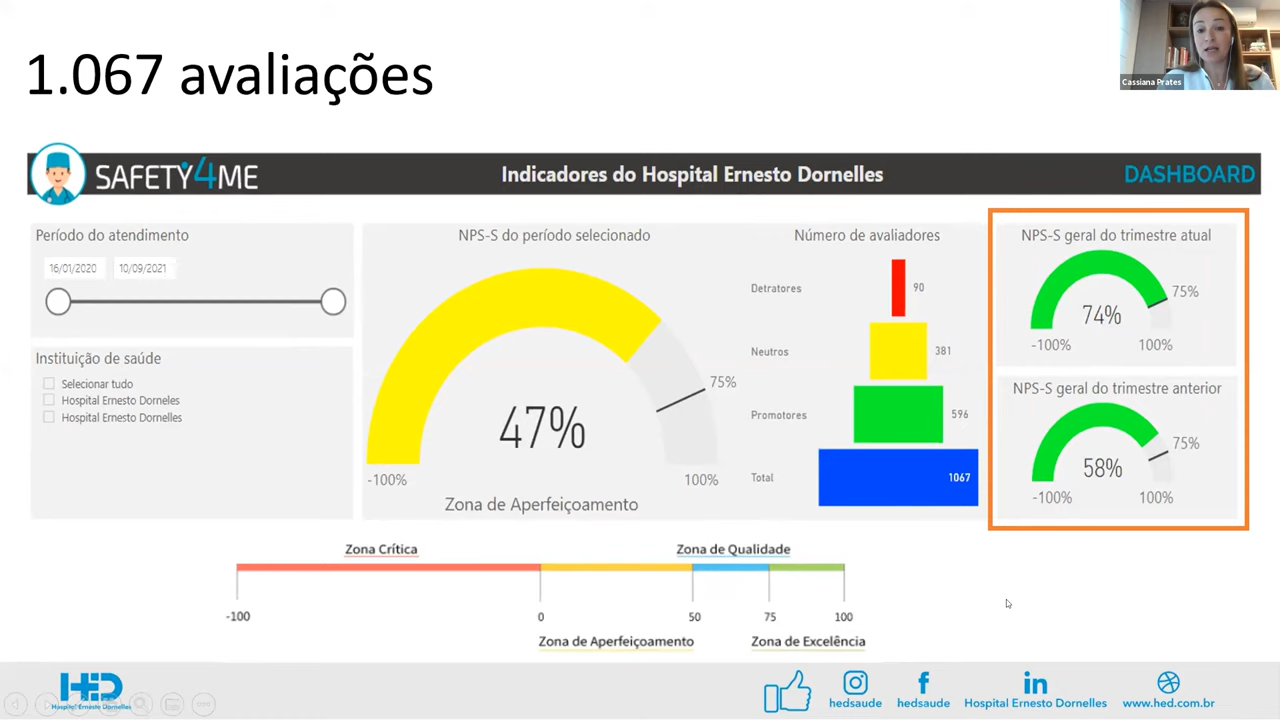 1.067 avaliações
Cassiana Prates
SAFETY4ME
Indicadores do Hospital Ernesto Dornelles
DASHBOARD
Período do atendimento
16/01/2020
10/09/2021
Instituição de saúde
Selecionar tudo
Hospital Ernesto Dorneles
Hospital Ernesto Dornelles
NPS-S do período selecionado
75%
47%
-100%
100%
Zona de Aperfeiçoamento
Número de avaliadores
Detratores
90
Neutros
381
Promotores
596
Total
1067
NPS-S geral do trimestre atual
75%
74%
-100%
100%
NPS-S geral do trimestre anterior
75%
58%
-100%
100%
Zona Crítica
Zona de Qualidade
-100
0
50
75
100
Zona de Aperfeiçoamento
Zona de Excelência
HED
Hospital Ernesto Dornelles
hedsaude
hedsaude
Hospital Ernesto Dornelles
www.hed.com.br